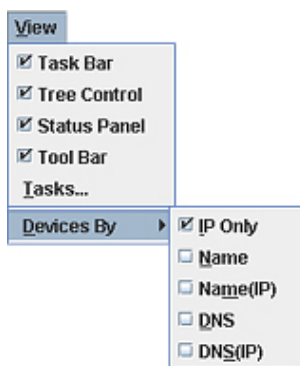 View
Task Bar
Tree Control
Status Panel
Tool Bar
Tasks...
Devices By
IP Only
Name
Name(IP)
DNS
DNS(IP)